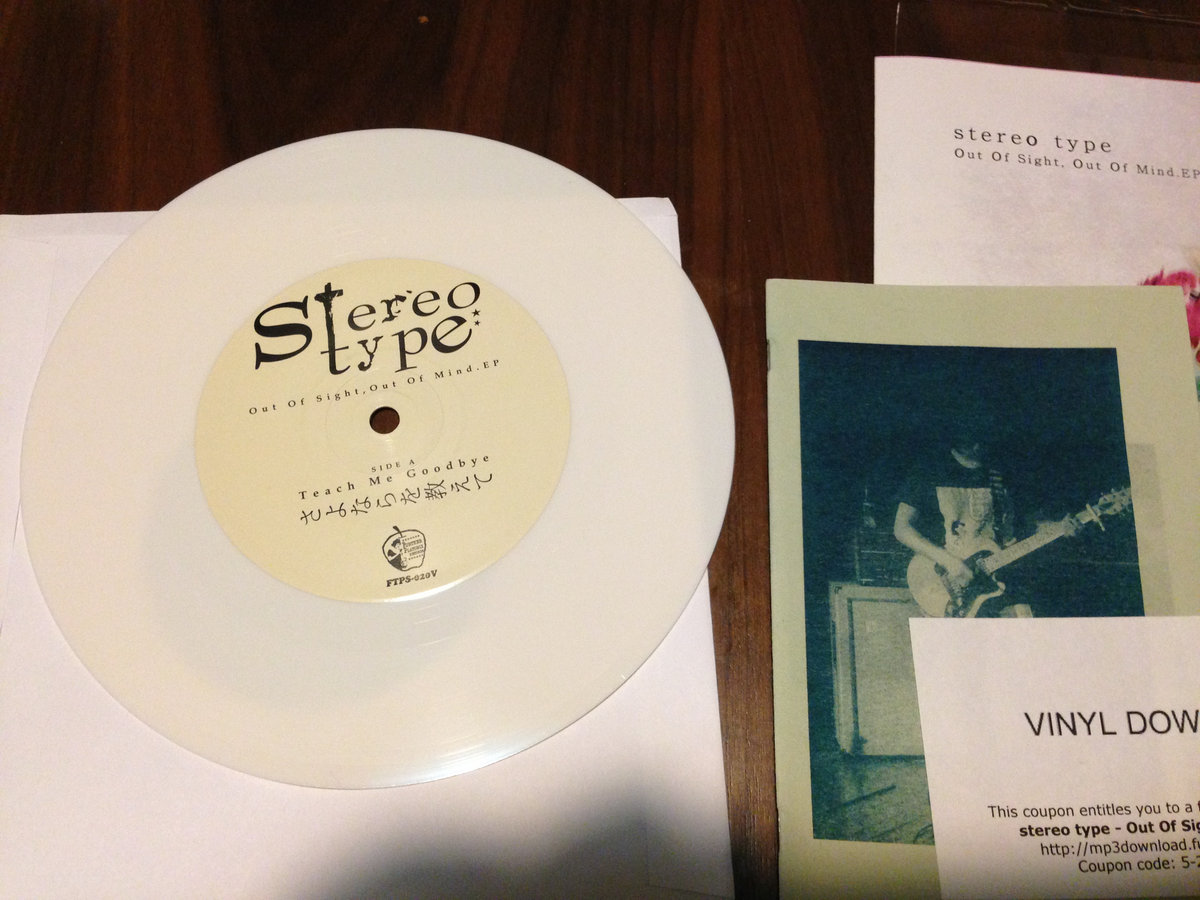 Stereo
type
Out Of Sight,Out Of Mind.EP
SIDE A
Teach Me Goodbye
さよならを教えて
FTPS-020V
stereo type
Out Of Sight, Out Of Mind.EP
VINYL DOW
This coupon entitles you to a f
stereo type - Out Of Sig
http://mp3download.fu
Coupon code: 5-2